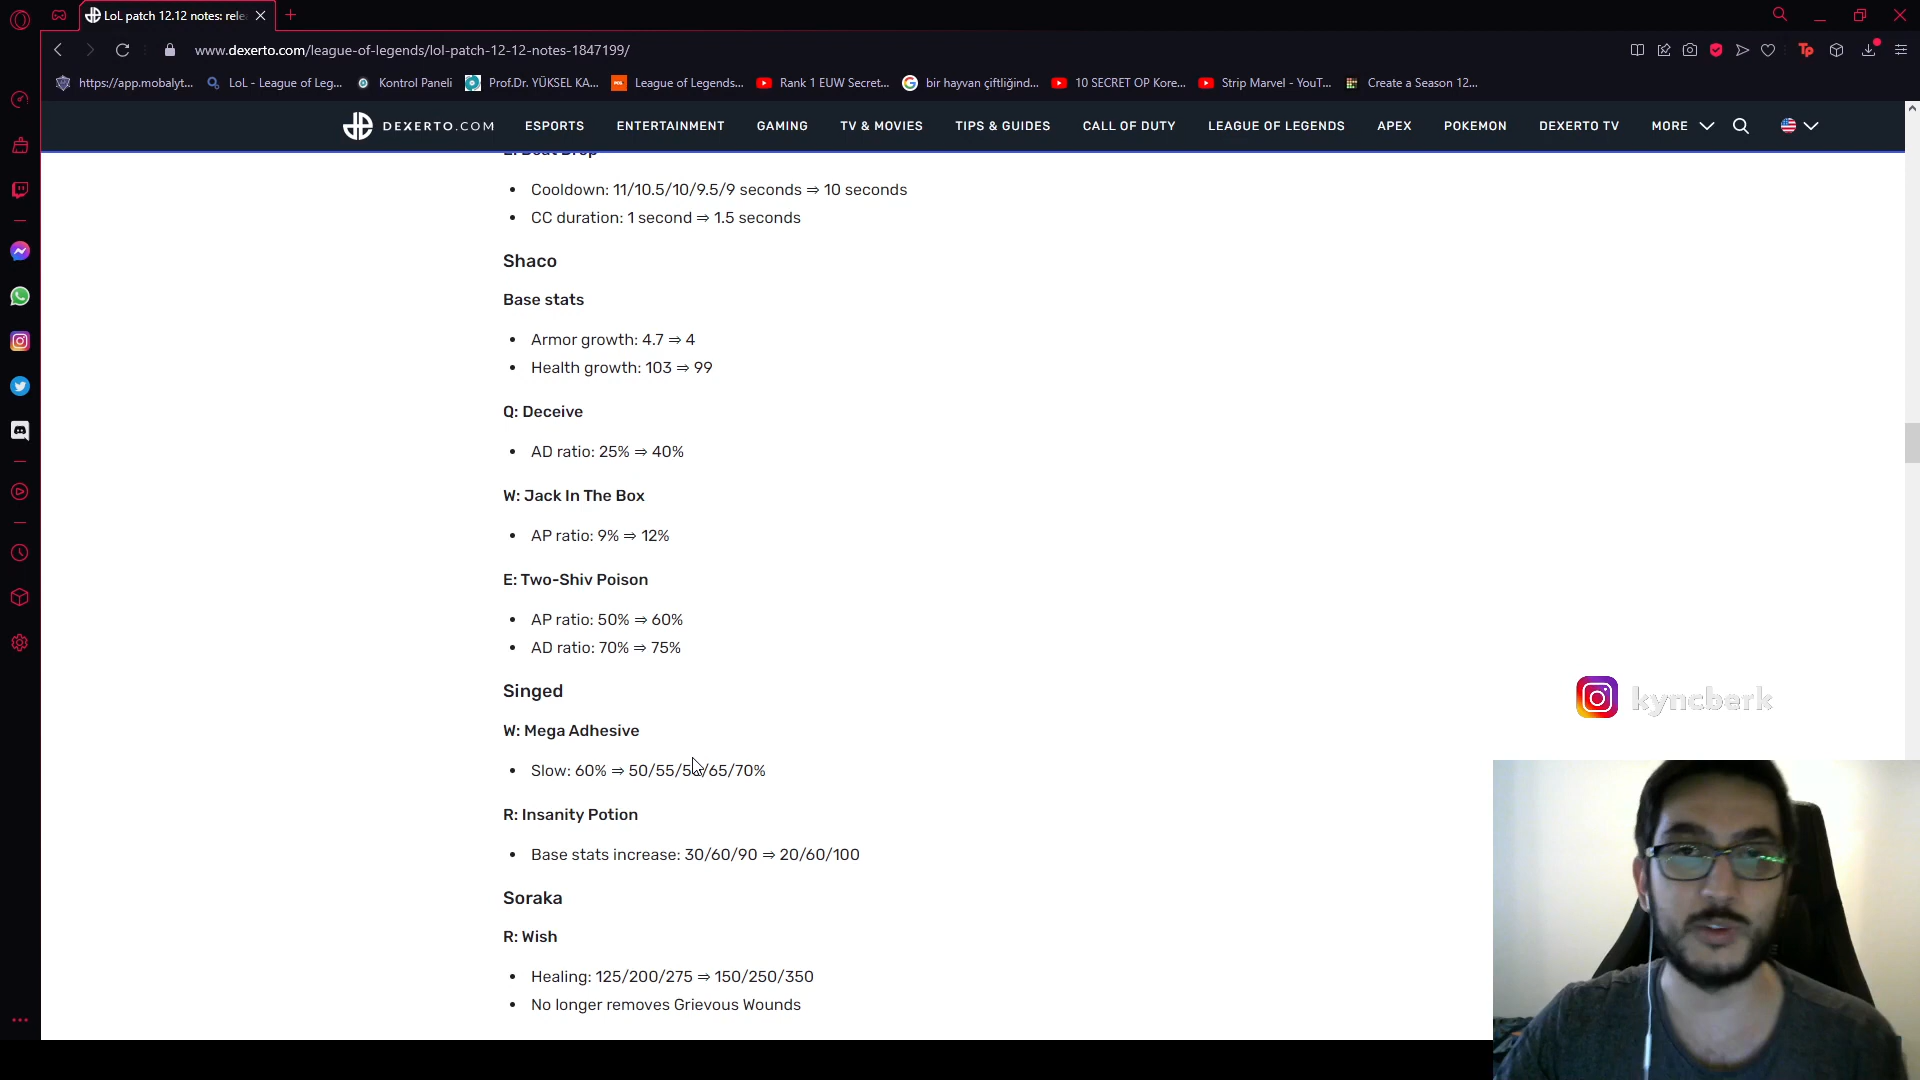 LoL patch 12.12 notes: rele
www.dexerto.com/league-of-legends/lol-patch-12-12-notes-1847199/
https://app.mobalyt... LoL - League of Leg... Kontrol Paneli Prof.Dr. YÜKSEL KA... League of Legends... Rank 1 EUW Secret... bir hayvan çiftliğind... 10 SECRET OP Kore... Strip Marvel - YouT... Create a Season 12...
DEXERTO.COM ESPORTS ENTERTAINMENT GAMING TV & MOVIES TIPS & GUIDES CALL OF DUTY LEAGUE OF LEGENDS APEX POKEMON DEXERTO TV MORE
• Cooldown: 11/10.5/10/9.5/9 seconds ⇒ 10 seconds
• CC duration: 1 second ⇒ 1.5 seconds
Shaco
Base stats
• Armor growth: 4.7 ⇒ 4
• Health growth: 103 ⇒ 99
Q: Deceive
• AD ratio: 25% ⇒ 40%
W: Jack In The Box
• AP ratio: 9% ⇒ 12%
E: Two-Shiv Poison
• AP ratio: 50% ⇒ 60%
• AD ratio: 70% ⇒ 75%
Singed
kyncberk
W: Mega Adhesive
• Slow: 60% ⇒ 50/55/ /65/70%
R: Insanity Potion
• Base stats increase: 30/60/90 ⇒ 20/60/100
Soraka
R: Wish
• Healing: 125/200/275 ⇒ 150/250/350
• No longer removes Grievous Wounds